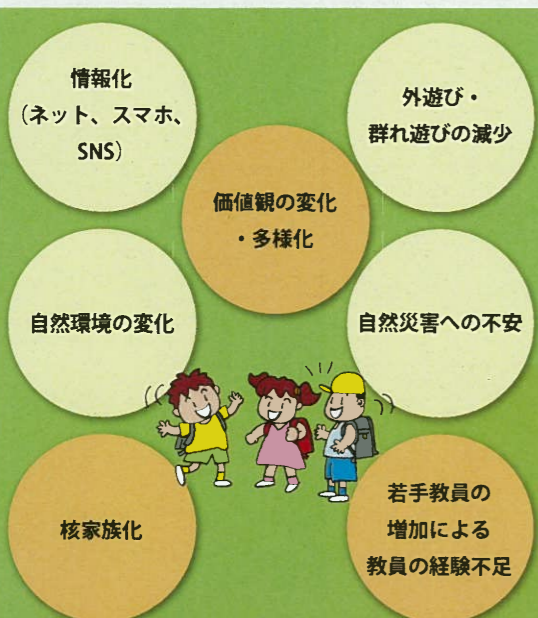 情報化
(ネット、スマホ、
SNS)
外遊び・
群れ遊びの減少
価値観の変化
・多様化
自然環境の変化
自然災害への不安
核家族化
若手教員の
増加による
教員の経験不足